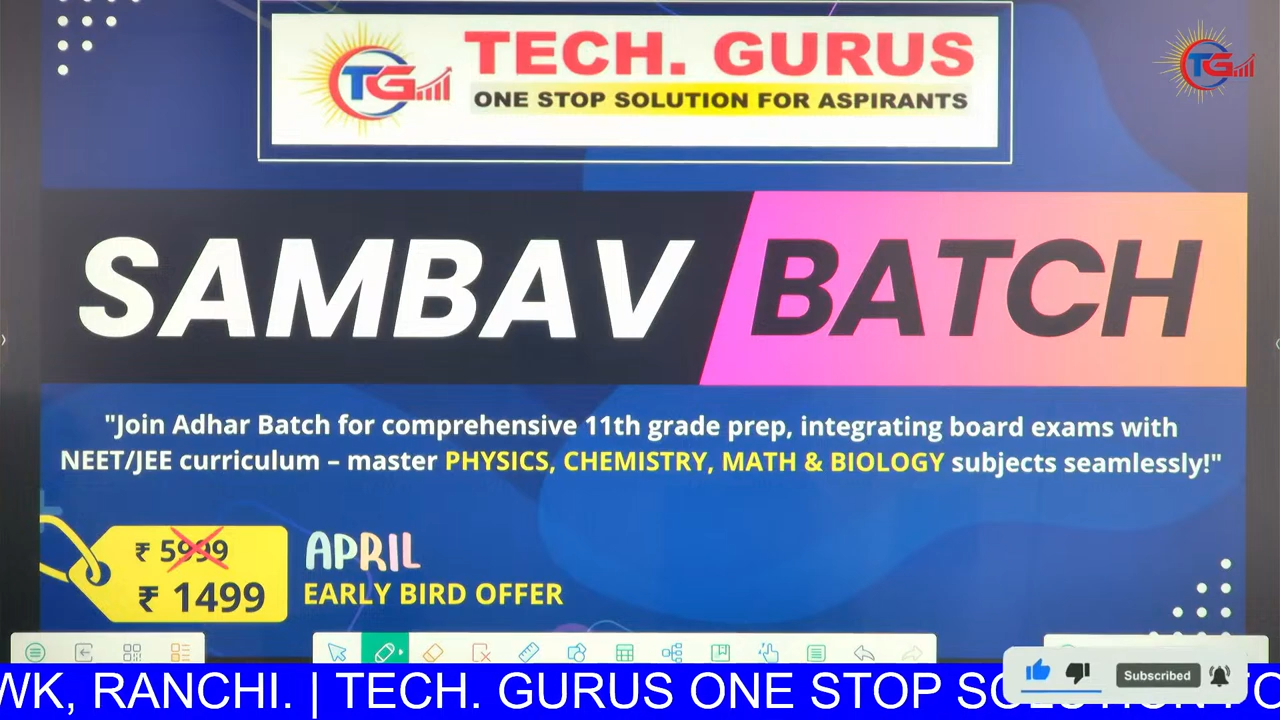 TG
TECH. GURUS
ONE STOP SOLUTION FOR ASPIRANTS
TG
SAMBAV BATCH
"Join Adhar Batch for comprehensive 11th grade prep, integrating board exams with
NEET/JEE curriculum – master PHYSICS, CHEMISTRY, MATH & BIOLOGY subjects seamlessly!"
₹ 5999
₹ 1499
APRIL
EARLY BIRD OFFER
Subscribed
WK, RANCHI. | TECH. GURUS ONE STOP